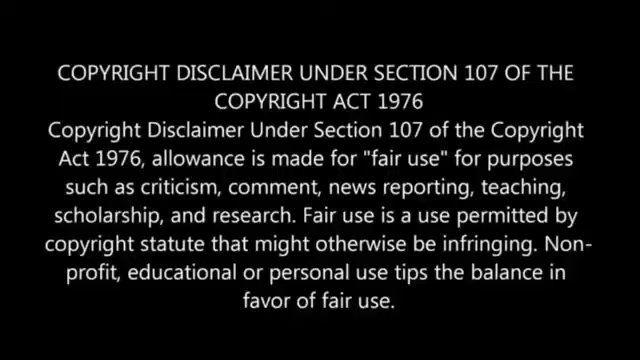 COPYRIGHT DISCLAIMER UNDER SECTION 107 OF THE
COPYRIGHT ACT 1976
Copyright Disclaimer Under Section 107 of the Copyright
Act 1976, allowance is made for "fair use" for purposes
such as criticism, comment, news reporting, teaching,
scholarship, and research. Fair use is a use permitted by
copyright statute that might otherwise be infringing. Non-
profit, educational or personal use tips the balance in
favor of fair use.